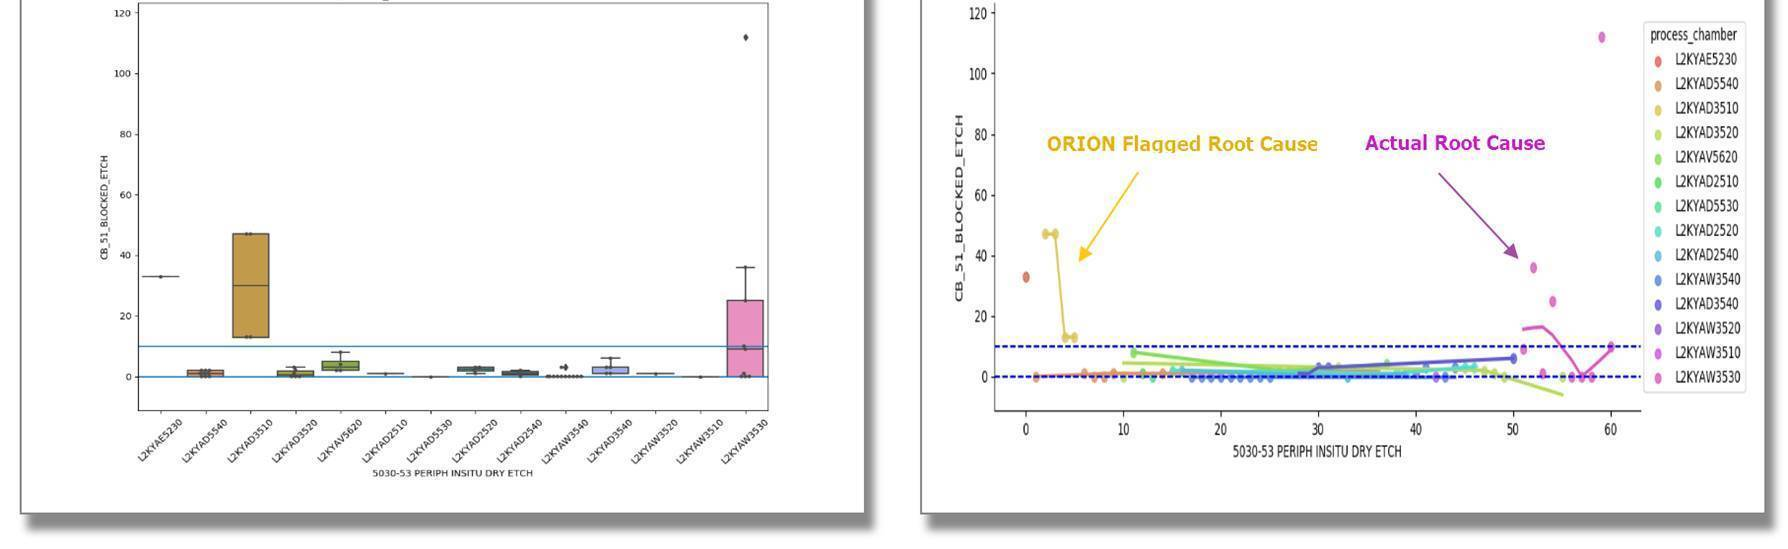 120
100
80
60
40
20
0
CB_51_BLOCKED_ETCH
L2KYAE5230
L2KYAD5540
L2KYAD3510
L2KYAD3520
L2KYAV5620
L2KYAD2510
L2KYAD5530
L2KYAD2520
L2KYAD2540
L2KYAW3540
L2KYAD3540
L2KYAW3520
L2KYAW3510
L2KYAW3530
5030-53 PERIPH INSITU DRY ETCH
120
100
80
60
40
20
0
CB_51_BLOCKED_ETCH
ORION Flagged Root Cause
Actual Root Cause
0 10 20 30 40 50 60
5030-53 PERIPH INSITU DRY ETCH
process_chamber
L2KYAE5230
L2KYAD5540
L2KYAD3510
L2KYAD3520
L2KYAV5620
L2KYAD2510
L2KYAD5530
L2KYAD2520
L2KYAD2540
L2KYAW3540
L2KYAD3540
L2KYAW3520
L2KYAW3510
L2KYAW3530